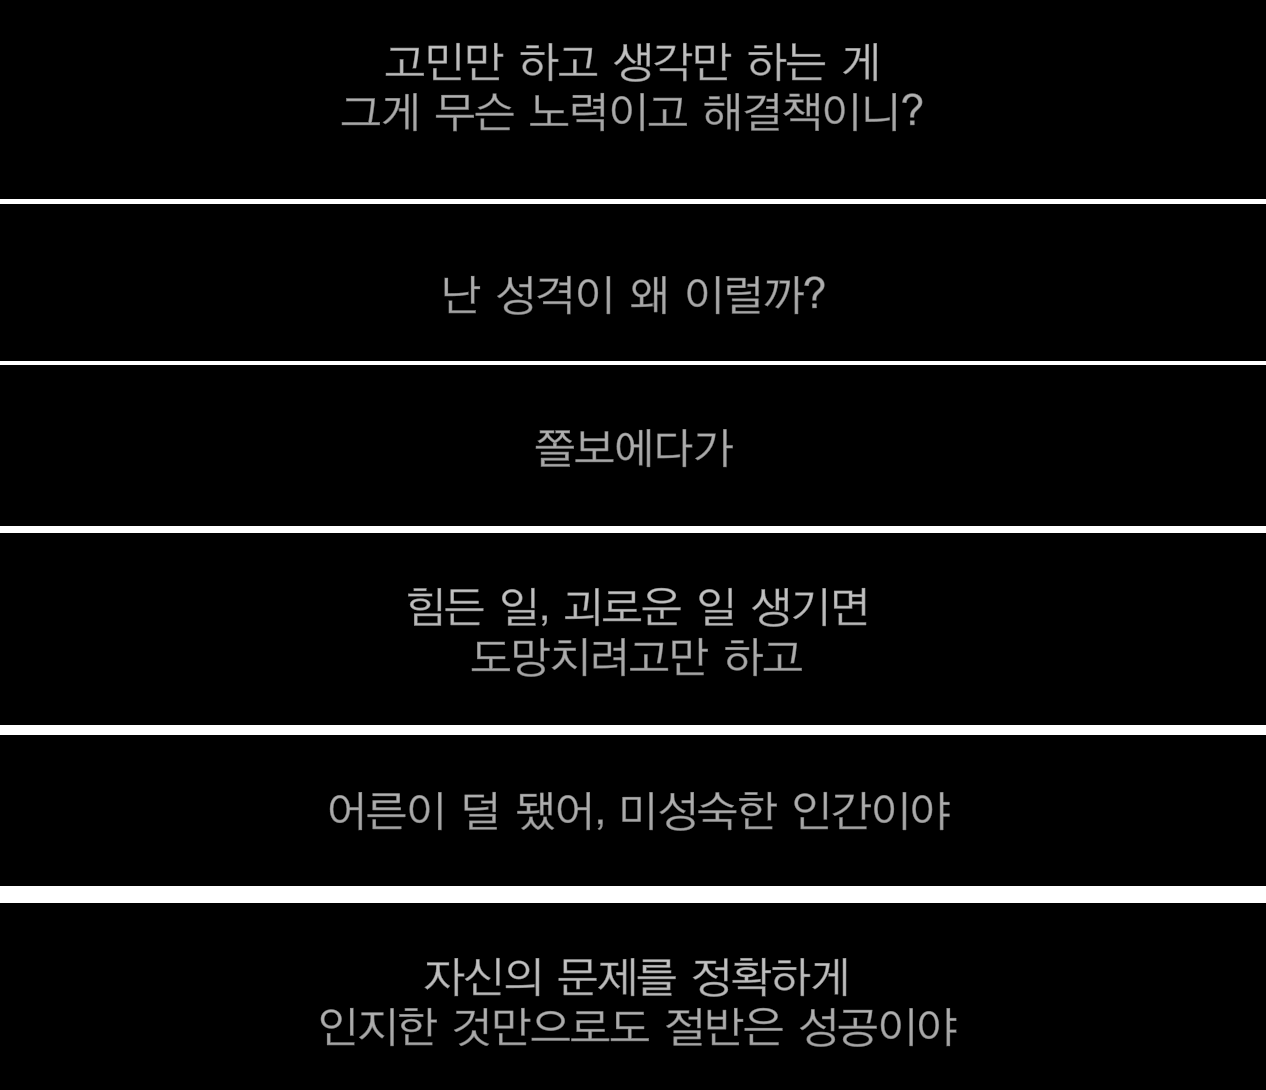 고민만 하고 생각만 하는 게
그게 무슨 노력이고 해결책이니?
난 성격이 왜 이럴까?
쫄보에다가
힘든 일, 괴로운 일 생기면
도망치려고만 하고
어른이 덜 됐어, 미성숙한 인간이야
자신의 문제를 정확하게
인지한 것만으로도 절반은 성공이야